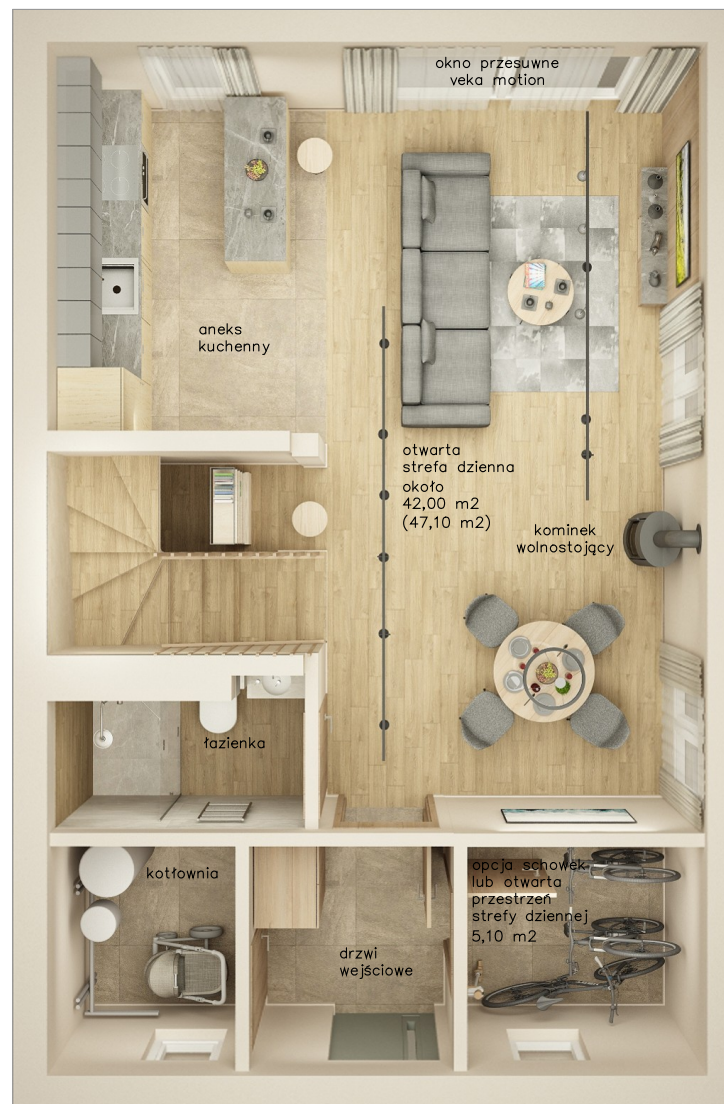 okno przesuwne
veka motion
aneks
kuchenny
otwarta
strefa dzienna
około
42,00 m2
(47,10 m2)
kominek
wolnostojący
łazienka
kotłownia
opcja schowek
lub otwarta
przestrzeń
strefy dziennej
5,10 m2
drzwi
wejściowe